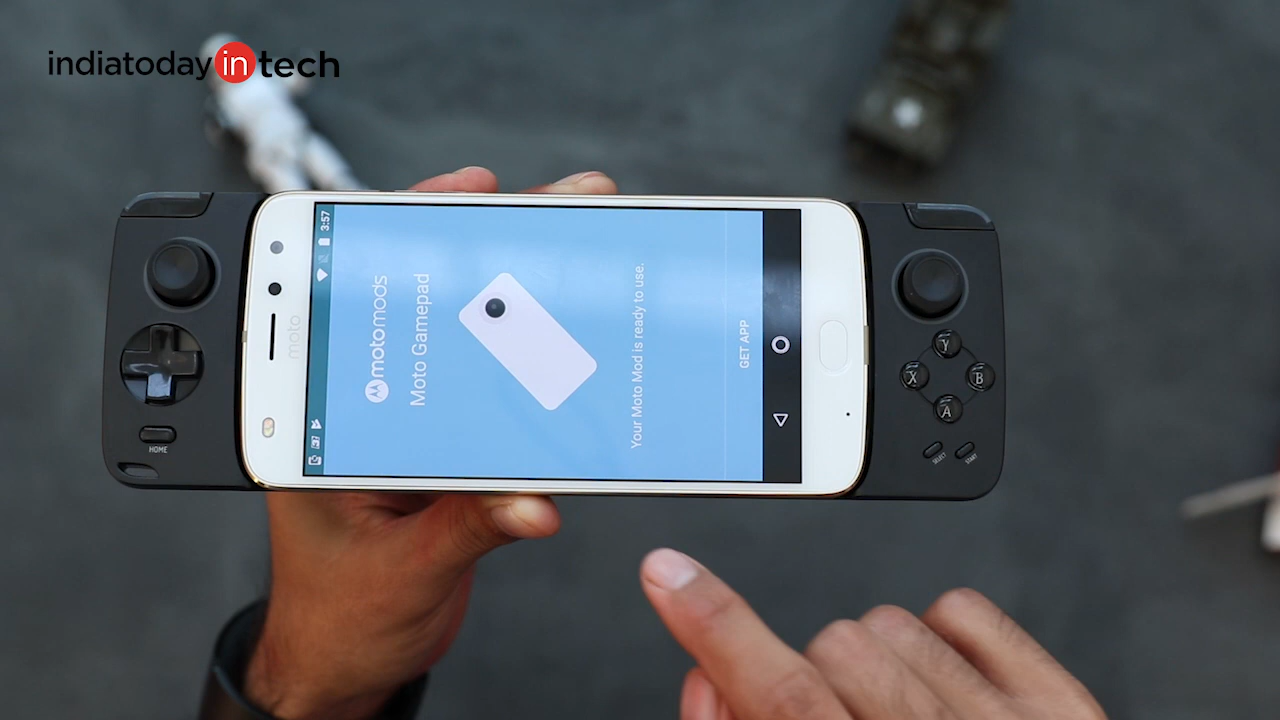 indiatoday in tech
3:57
motomods
Moto Gamepad
Your Moto Mod is ready to use.
GET APP
moto
HOME
Y
X
B
A
SELECT
START